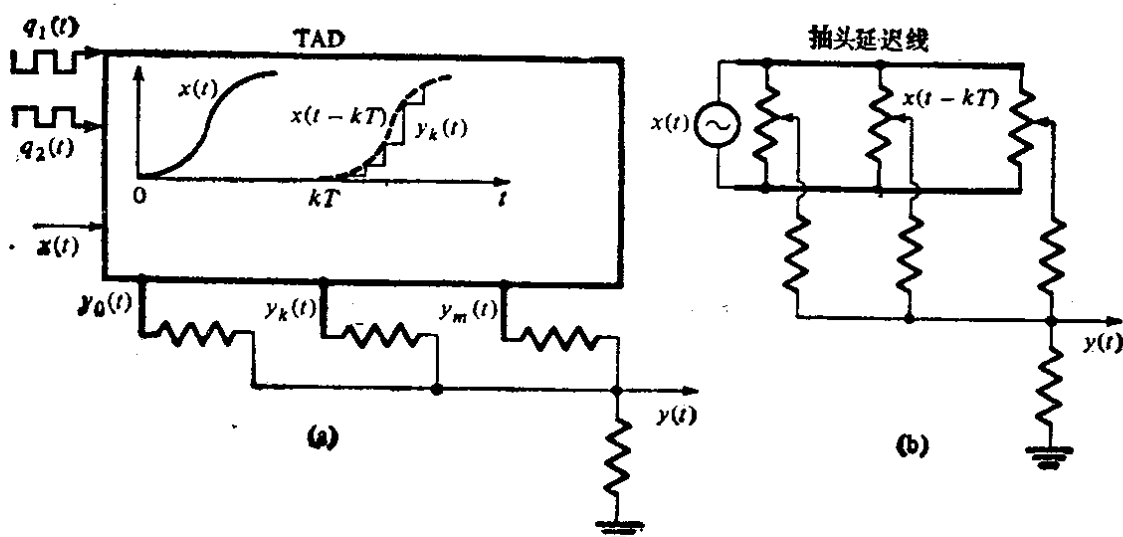 q₁(t)
q₂(t)
x(t)
TAD
x(t)
x(t − kT)
yₖ(t)
0
kT
t
y₀(t)
yₖ(t)
yₘ(t)
y(t)
(a)
抽头延迟线
x(t)
x(t − kT)
y(t)
(b)